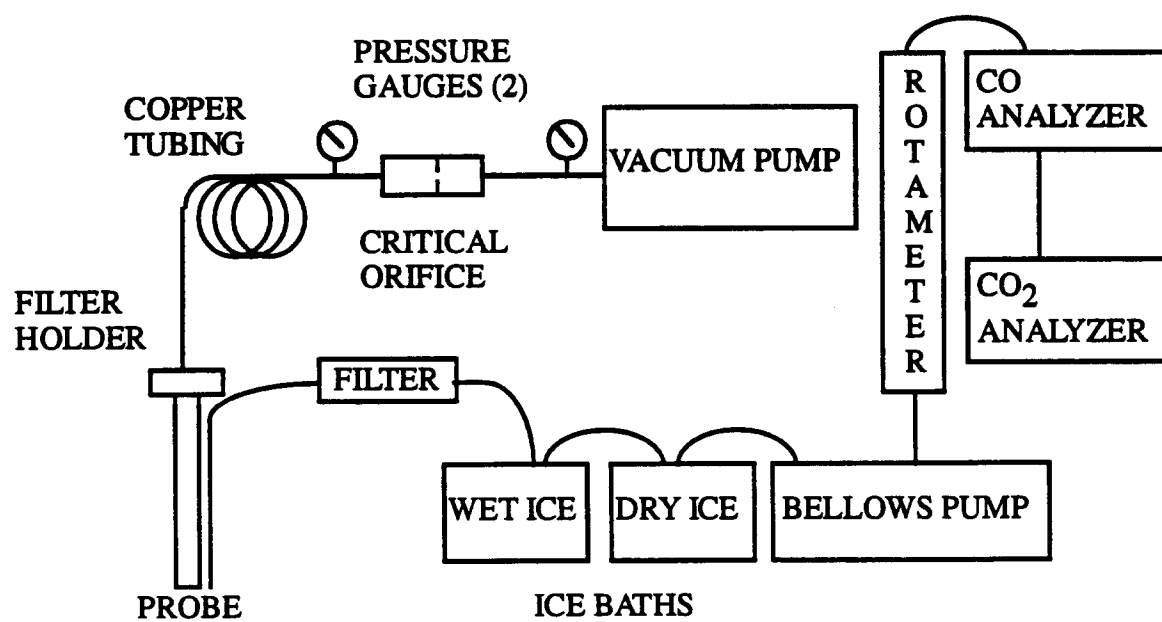 PRESSURE
GAUGES (2)
COPPER
TUBING
VACUUM PUMP
CRITICAL
ORIFICE
ROTAMETER
CO
ANALYZER
CO2
ANALYZER
FILTER
HOLDER
FILTER
WET ICE
DRY ICE
BELLOWS PUMP
PROBE
ICE BATHS